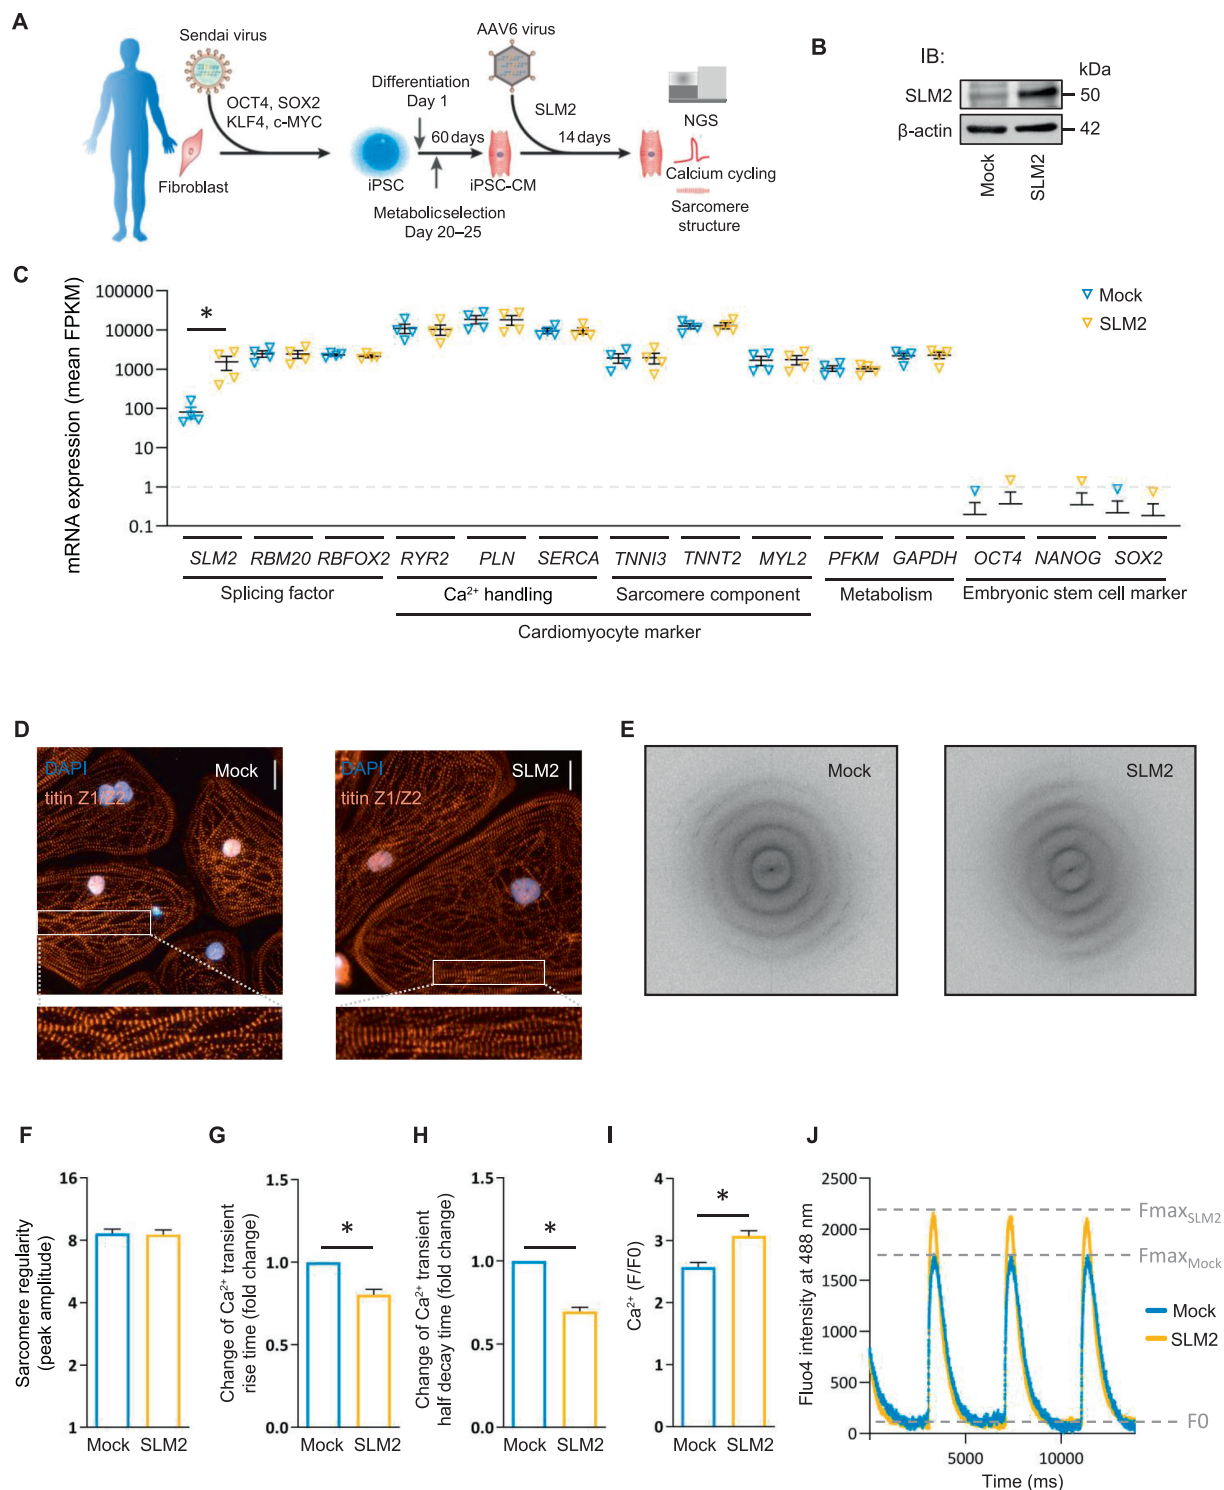 A
Sendai virus
OCT4, SOX2
KLF4, c-MYC
Fibroblast
Differentiation
Day 1
60 days
iPSC
iPSC-CM
Metabolic selection
Day 20–25
AAV6 virus
SLM2
14 days
NGS
Calcium cycling
Sarcomere
structure
B
IB:
kDa
SLM2
50
β-actin
42
Mock
SLM2
C
mRNA expression (mean FPKM)
100000
10000
1000
100
10
1
0.1
*
Mock
SLM2
SLM2 RBM20 RBFOX2 RYR2 PLN SERCA TNNI3 TNNT2 MYL2 PFKM GAPDH OCT4 NANOG SOX2
Splicing factor Ca²⁺ handling Sarcomere component Metabolism Embryonic stem cell marker
Cardiomyocyte marker
D
DAPI Mock
titin Z1/Z2
DAPI SLM2
titin Z1/Z2
E
Mock
SLM2
F
Sarcomere regularity
(peak amplitude)
16
8
4
2
1
Mock SLM2
G
Change of Ca²⁺ transient
rise time (fold change)
1.5
1.0
0.5
0.0
*
Mock SLM2
H
Change of Ca²⁺ transient
half decay time (fold change)
1.5
1.0
0.5
0.0
*
Mock SLM2
I
Ca²⁺ (F/F0)
4
3
2
1
0
*
Mock SLM2
J
Fluo4 intensity at 488 nm
2500
2000
1500
1000
500
0
5000 10000
Time (ms)
Fmax SLM2
Fmax Mock
Mock
SLM2
F0